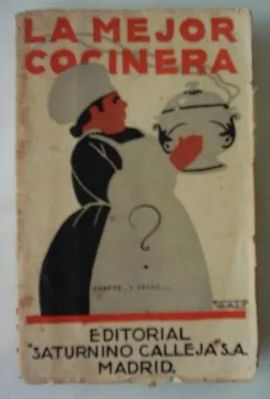 LA MEJOR
COCINERA
?
EDITORIAL
"SATURNINO CALLEJA" S.A.
MADRID.